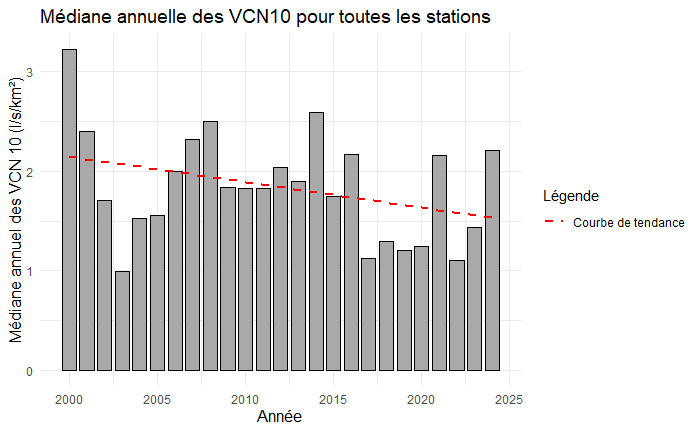 Médiane annuelle des VCN10 pour toutes les stations
Médiane annuel des VCN 10 (l/s/km²)
3
2
1
0
2000 2005 2010 2015 2020 2025
Année
Légende
Courbe de tendance